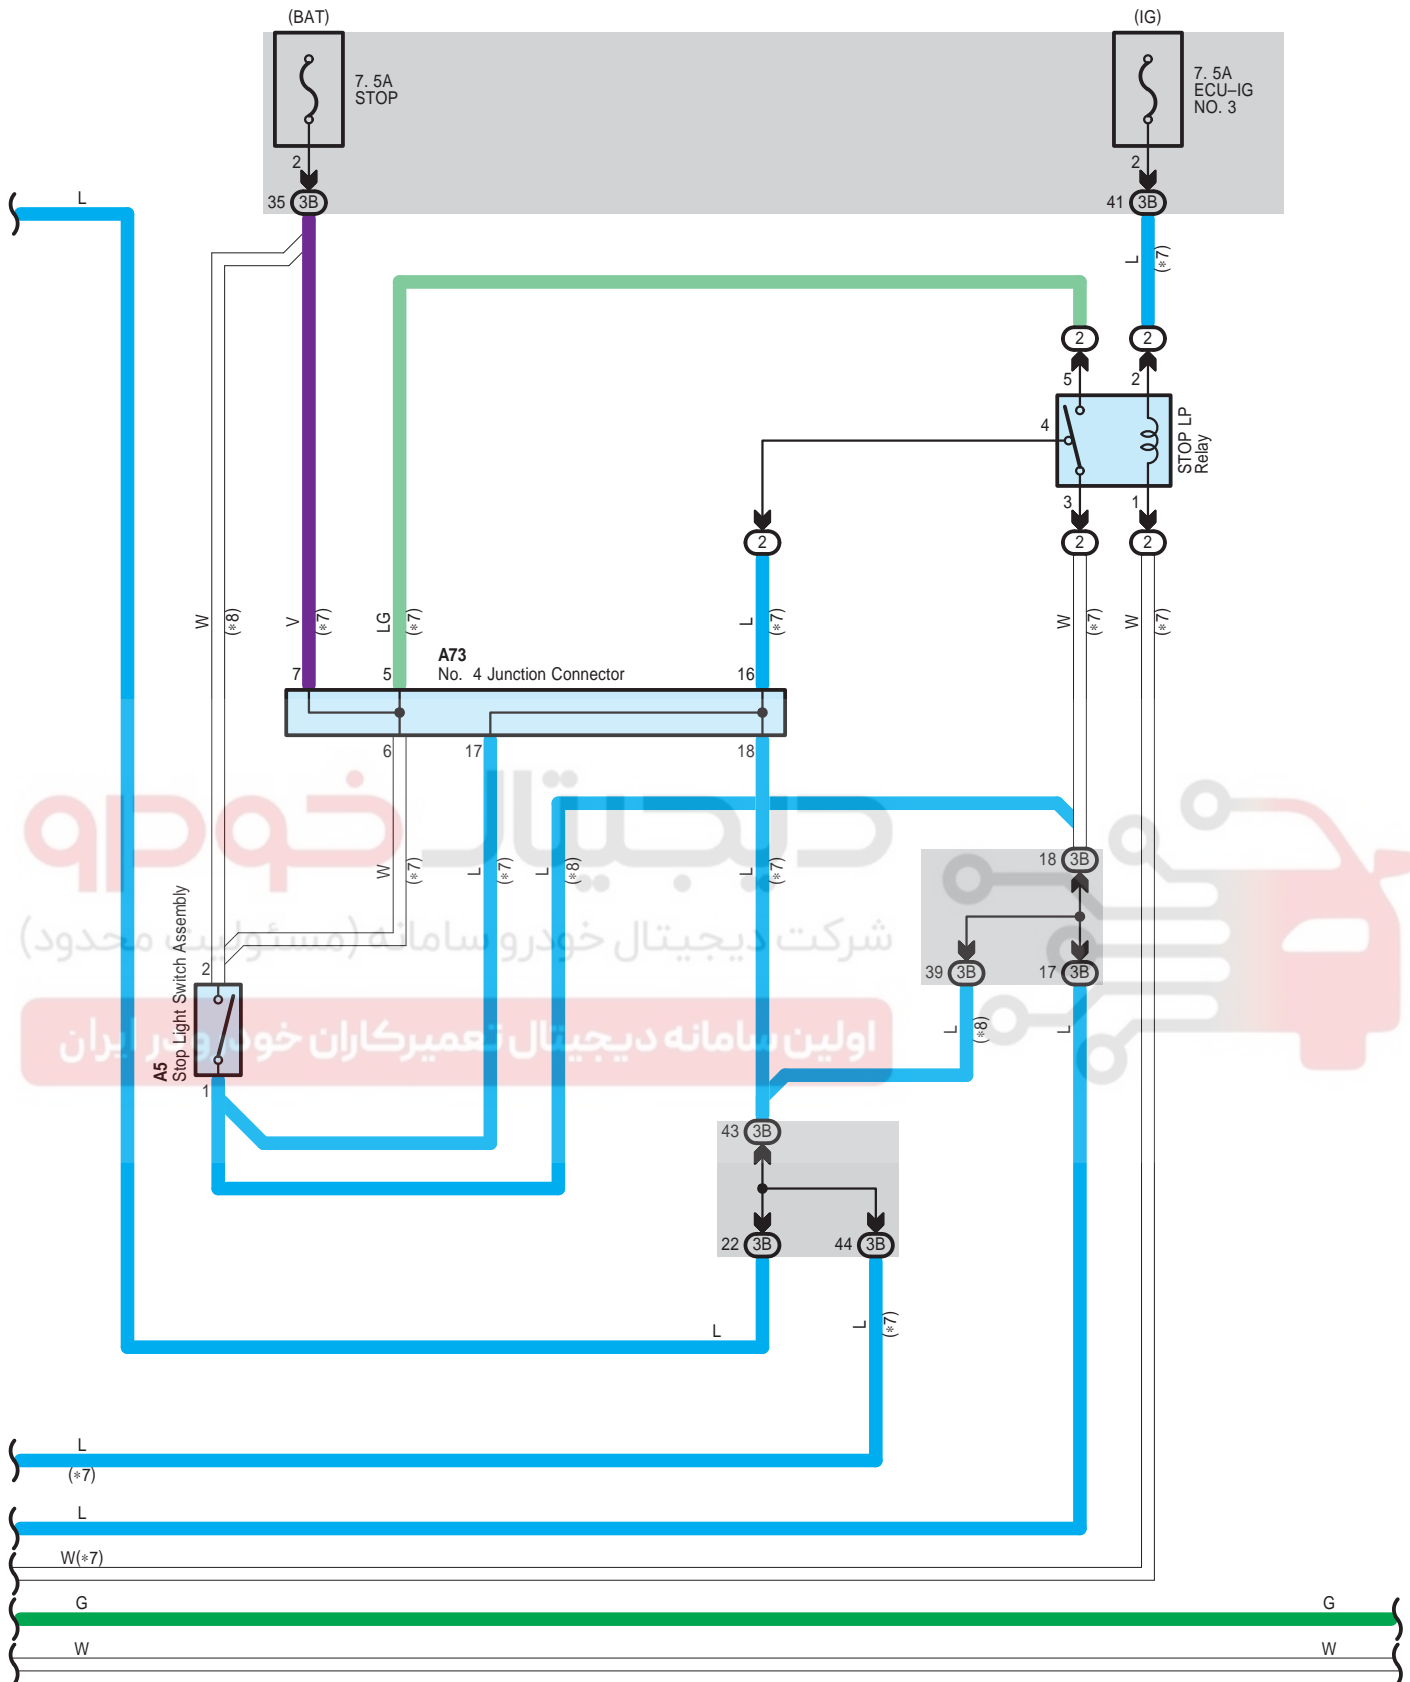 (BAT)
(IG)
7. 5A
STOP
7. 5A
ECU–IG
NO. 3
2
2
35 3B
41 3B
L
L
(*7)
2
2
5
2
4
STOP LP
Relay
3
1
2
2
2
W
(*8)
V
(*7)
LG
(*7)
L
(*7)
W
(*7)
W
(*7)
A73
No. 4 Junction Connector
7
5
16
6
17
18
دیجیتال خودرو
شرکت دیجیتال خودرو سامانه (مسئولیت محدود)
اولین سامانه دیجیتال تعمیرکاران خودرو در ایران
W
(*7)
L
(*7)
L
(*8)
L
(*7)
18 3B
39 3B
17 3B
L
(*8)
L
2
A5
Stop Light Switch Assembly
1
43 3B
22 3B
44 3B
L
L
(*7)
L
(*7)
L
W(*7)
G
G
W
W